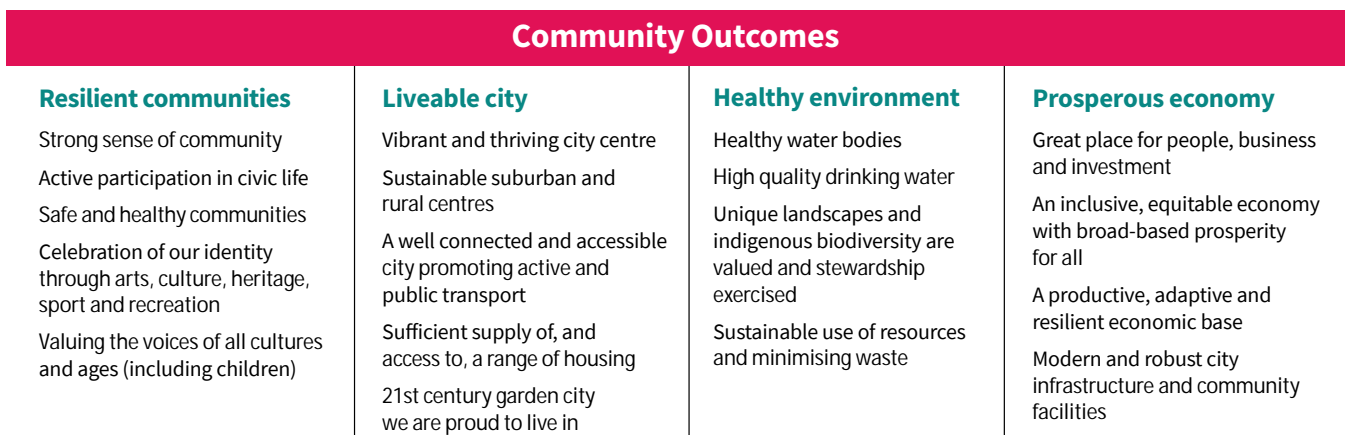 Community Outcomes
Resilient communities
Strong sense of community
Active participation in civic life
Safe and healthy communities
Celebration of our identity
through arts, culture, heritage,
sport and recreation
Valuing the voices of all cultures
and ages (including children)
Liveable city
Vibrant and thriving city centre
Sustainable suburban and
rural centres
A well connected and accessible
city promoting active and
public transport
Sufficient supply of, and
access to, a range of housing
21st century garden city
we are proud to live in
Healthy environment
Healthy water bodies
High quality drinking water
Unique landscapes and
indigenous biodiversity are
valued and stewardship
exercised
Sustainable use of resources
and minimising waste
Prosperous economy
Great place for people, business
and investment
An inclusive, equitable economy
with broad-based prosperity
for all
A productive, adaptive and
resilient economic base
Modern and robust city
infrastructure and community
facilities